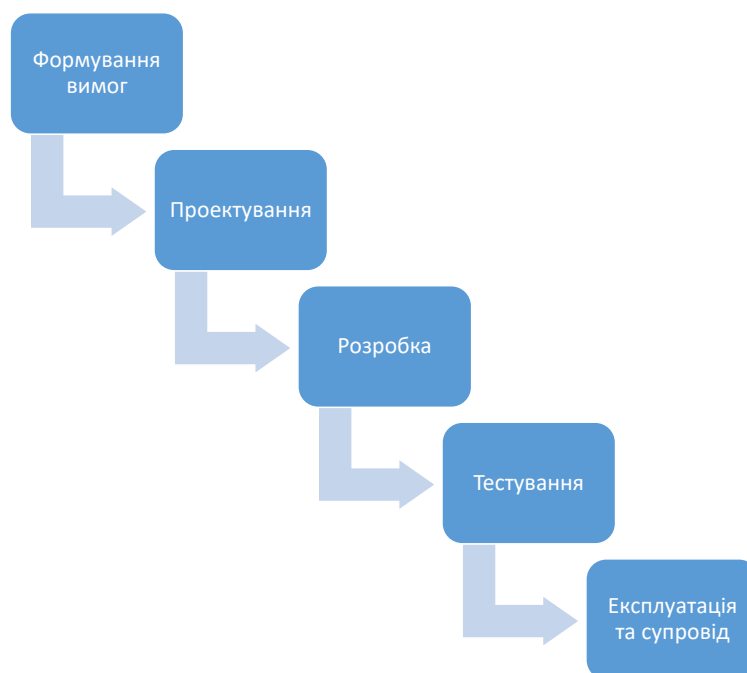 Формування
вимог
Проектування
Розробка
Тестування
Експлуатація
та супровід